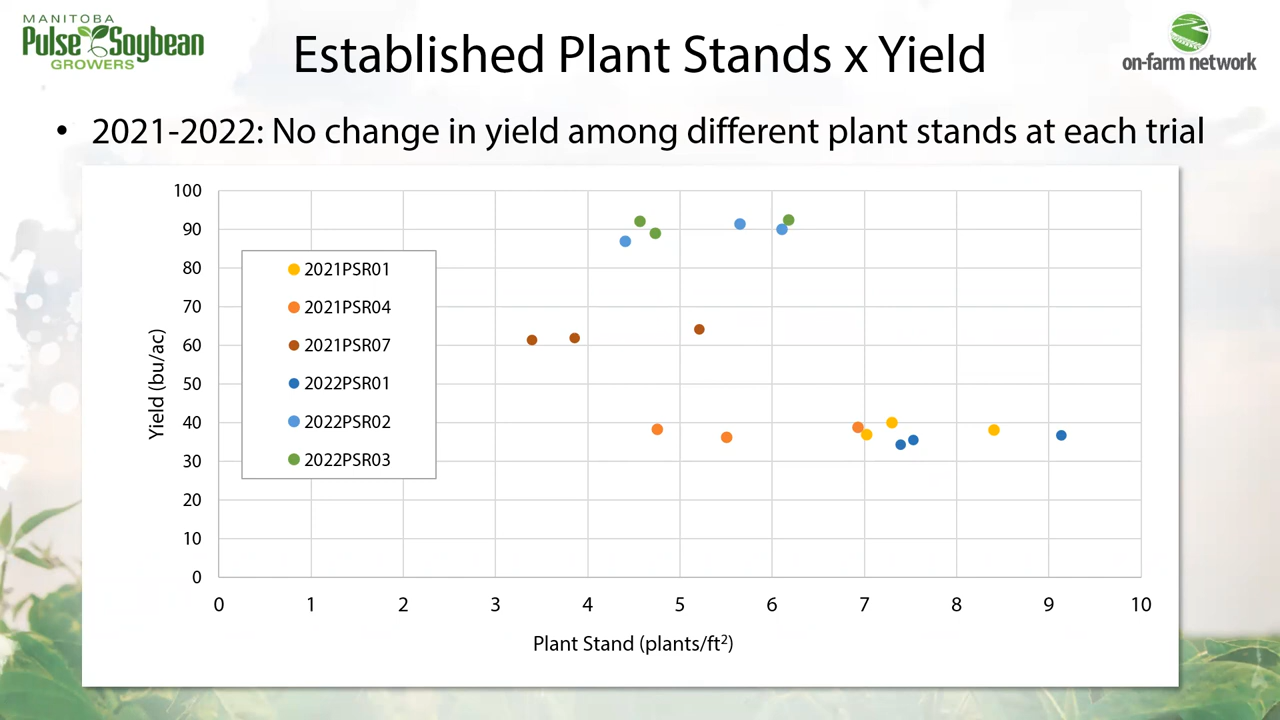 MANITOBA
Pulse Soybean
GROWERS
Established Plant Stands x Yield
on-farm network
• 2021-2022: No change in yield among different plant stands at each trial
100
90
80
70
60
50
40
30
20
10
0
Yield (bu/ac)
2021PSR01
2021PSR04
2021PSR07
2022PSR01
2022PSR02
2022PSR03
0 1 2 3 4 5 6 7 8 9 10
Plant Stand (plants/ft²)